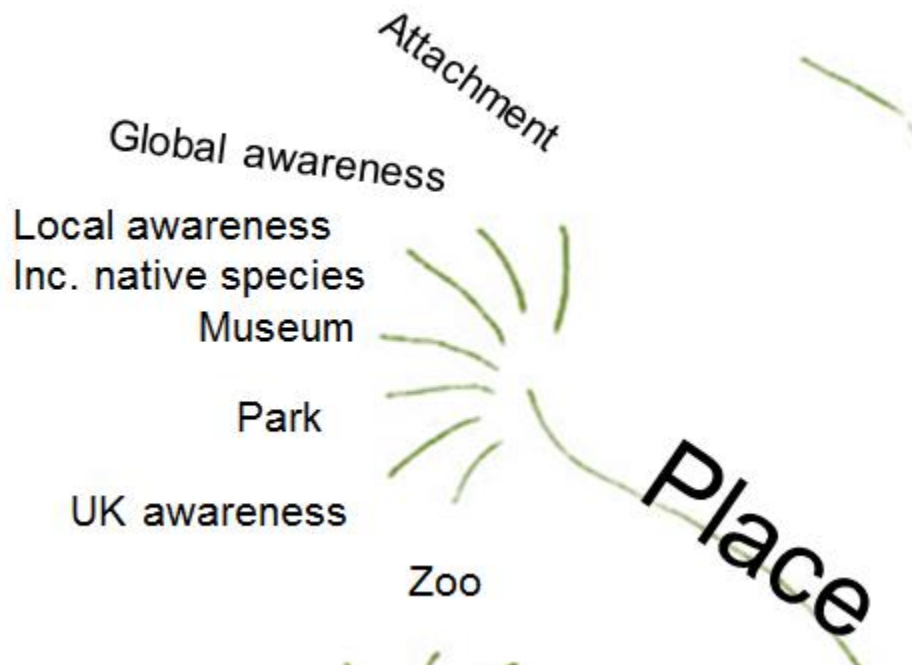 Attachment
Global awareness
Local awareness
Inc. native species
Museum
Park
UK awareness
Zoo
Place